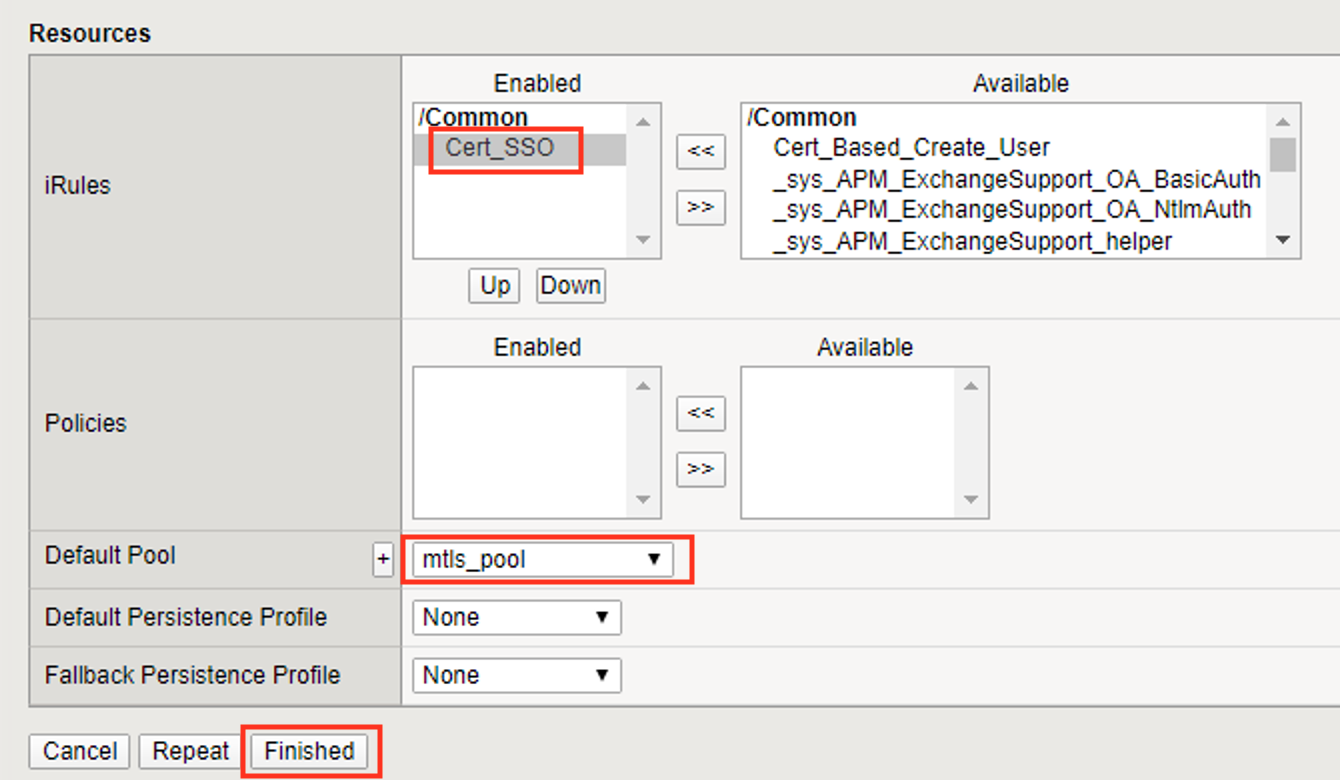 Resources
Enabled Available
/Common /Common
Cert_SSO << Cert_Based_Create_User
iRules _sys_APM_ExchangeSupport_OA_BasicAuth
>> _sys_APM_ExchangeSupport_OA_NtlmAuth
_sys_APM_ExchangeSupport_helper
Up Down
Enabled Available
<<
Policies
>>
Default Pool + mtls_pool
Default Persistence Profile None
Fallback Persistence Profile None
Cancel Repeat Finished